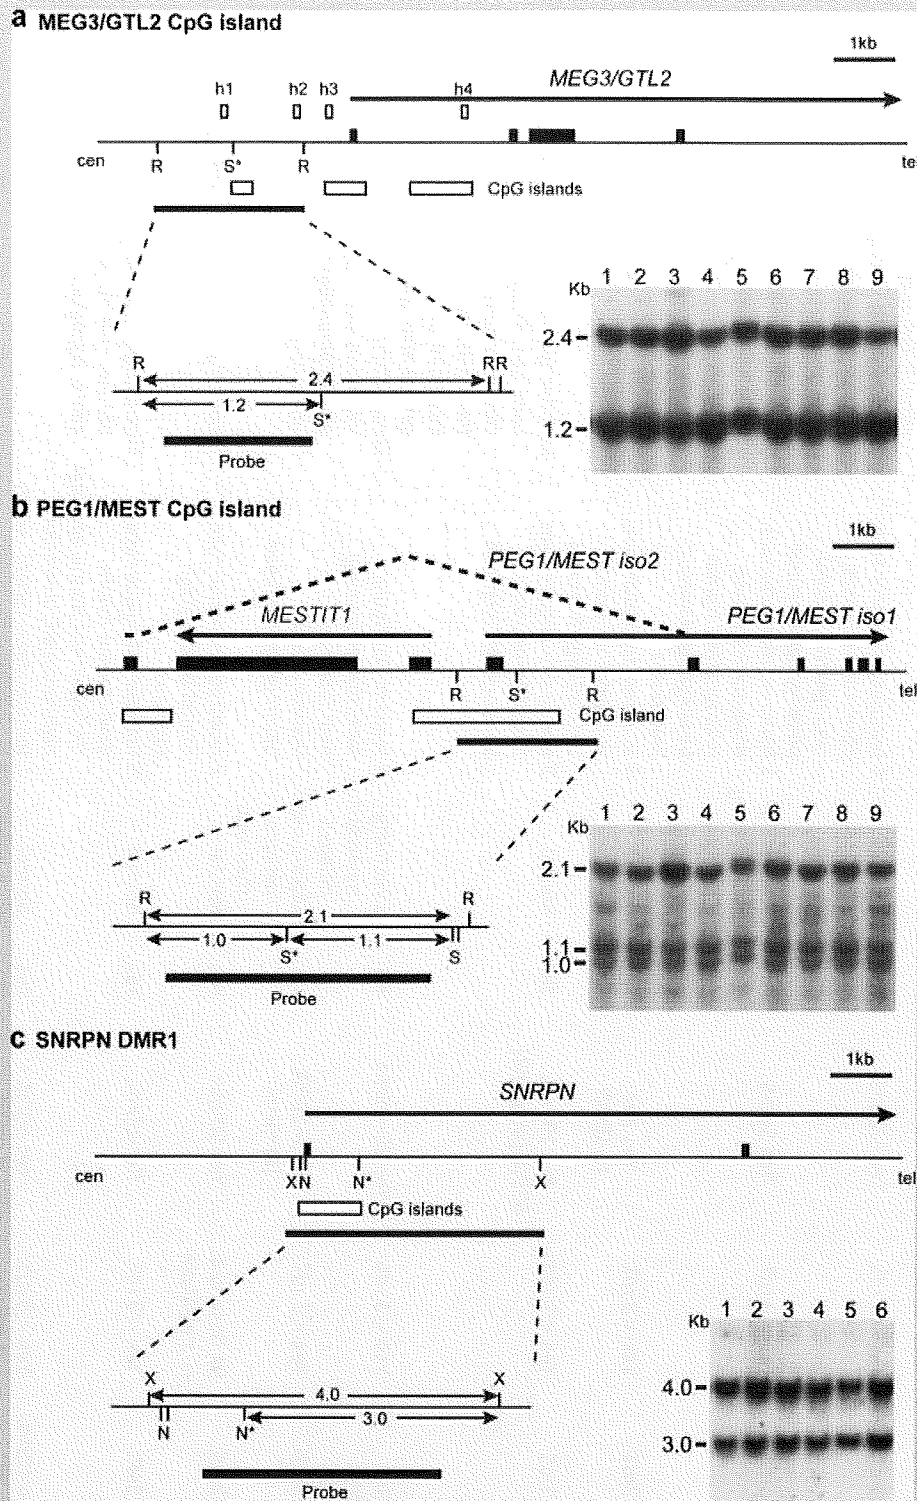 a MEG3/GTL2 CpG island
1kb
MEG3/GTL2
h1 h2 h3 h4
cen R S* R te
CpG islands
Kb 1 2 3 4 5 6 7 8 9
2.4
1.2
R 2.4 R R
1.2
S*
Probe
b PEG1/MEST CpG island
1kb
PEG1/MEST iso2
MESTIT1
PEG1/MEST iso1
cen R S* R tel
CpG island
Kb 1 2 3 4 5 6 7 8 9
2.1
1.1
1.0
R 2.1 R
1.0 1.1
S* S
Probe
c SNRPN DMR1
1kb
SNRPN
cen X N N* X tel
CpG islands
Kb 1 2 3 4 5 6
4.0
3.0
X 4.0 X
3.0
N N*
Probe